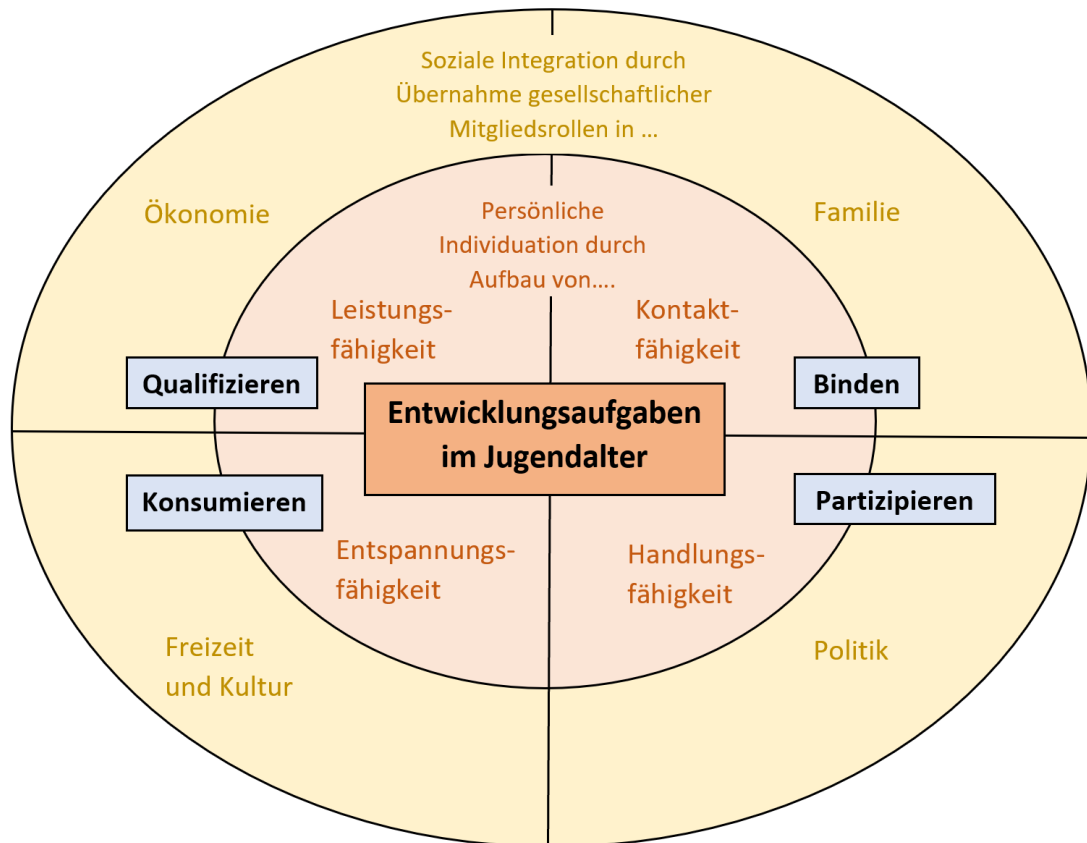 Soziale Integration durch
Übernahme gesellschaftlicher
Mitgliedsrollen in …
Ökonomie
Familie
Persönliche
Individuation durch
Aufbau von….
Leistungs-
fähigkeit
Kontakt-
fähigkeit
Qualifizieren
Binden
Entwicklungsaufgaben
im Jugendalter
Konsumieren
Partizipieren
Entspannungs-
fähigkeit
Handlungs-
fähigkeit
Freizeit
und Kultur
Politik